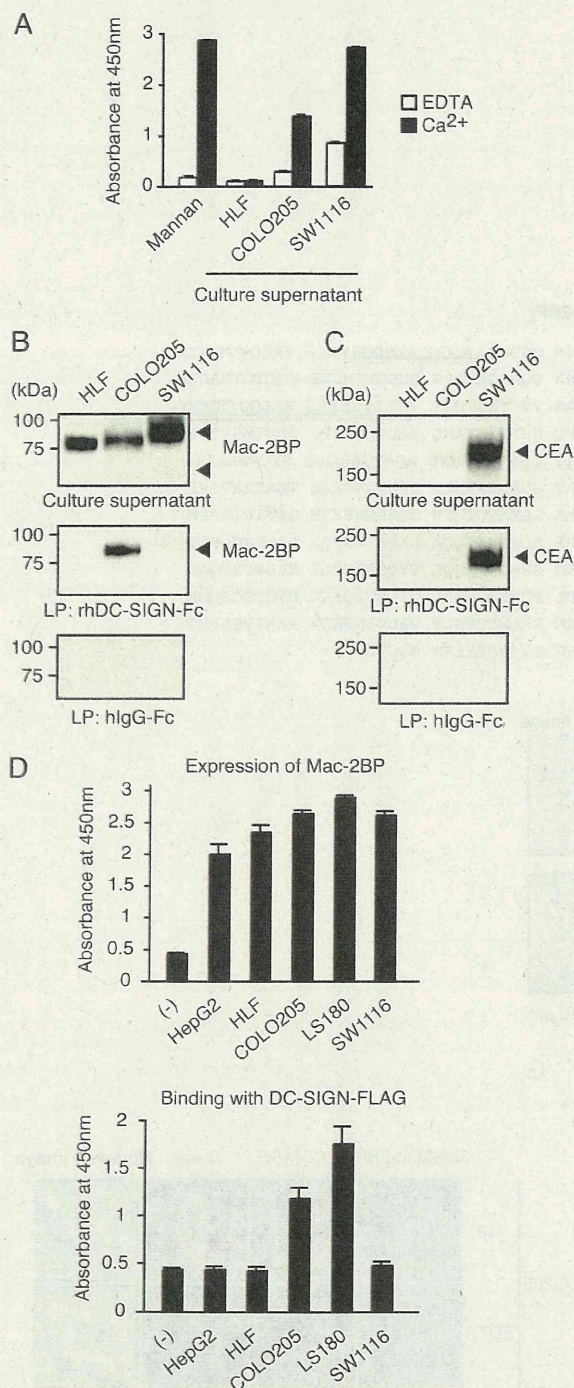 A
Absorbance at 450nm
3
2
1
0
EDTA
Ca2+
Mannan
HLF
COLO205
SW1116
Culture supernatant
B
(kDa)
HLF
COLO205
SW1116
100
75
Mac-2BP
Culture supernatant
100
75
Mac-2BP
LP: rhDC-SIGN-Fc
100
75
LP: hIgG-Fc
C
(kDa)
HLF
COLO205
SW1116
250
150
CEA
Culture supernatant
250
150
CEA
LP: rhDC-SIGN-Fc
250
150
LP: hIgG-Fc
D
Expression of Mac-2BP
Absorbance at 450nm
3
2.5
2
1.5
1
0.5
0
(-)
HepG2
HLF
COLO205
LS180
SW1116
Binding with DC-SIGN-FLAG
Absorbance at 450nm
2
1.5
1
0.5
0
(-)
HepG2
HLF
COLO205
LS180
SW1116